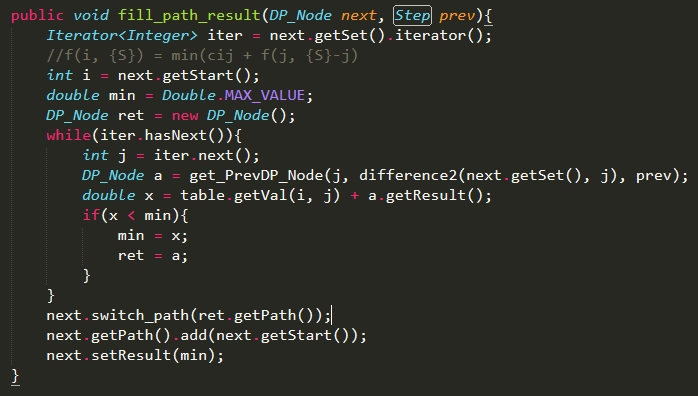 public void fill_path_result(DP_Node next, Step prev){
    Iterator<Integer> iter = next.getSet().iterator();
    //f(i, {S}) = min(cij + f(j, {S}-j)
    int i = next.getStart();
    double min = Double.MAX_VALUE;
    DP_Node ret = new DP_Node();
    while(iter.hasNext()){
        int j = iter.next();
        DP_Node a = get_PrevDP_Node(j, difference2(next.getSet(), j), prev);
        double x = table.getVal(i, j) + a.getResult();
        if(x < min){
            min = x;
            ret = a;
        }
    }
    next.switch_path(ret.getPath());
    next.getPath().add(next.getStart());
    next.setResult(min);
}